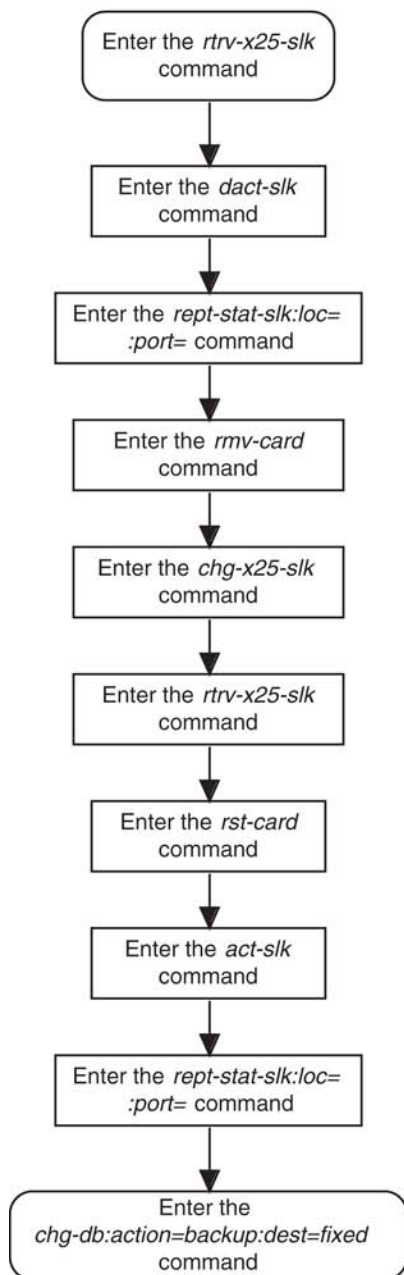 Enter the rtrv-x25-slk
command
Enter the dact-slk
command
Enter the rept-stat-slk:loc=
:port= command
Enter the rmv-card
command
Enter the chg-x25-slk
command
Enter the rtrv-x25-slk
command
Enter the rst-card
command
Enter the act-slk
command
Enter the rept-stat-slk:loc=
:port= command
Enter the
chg-db:action=backup:dest=fixed
command